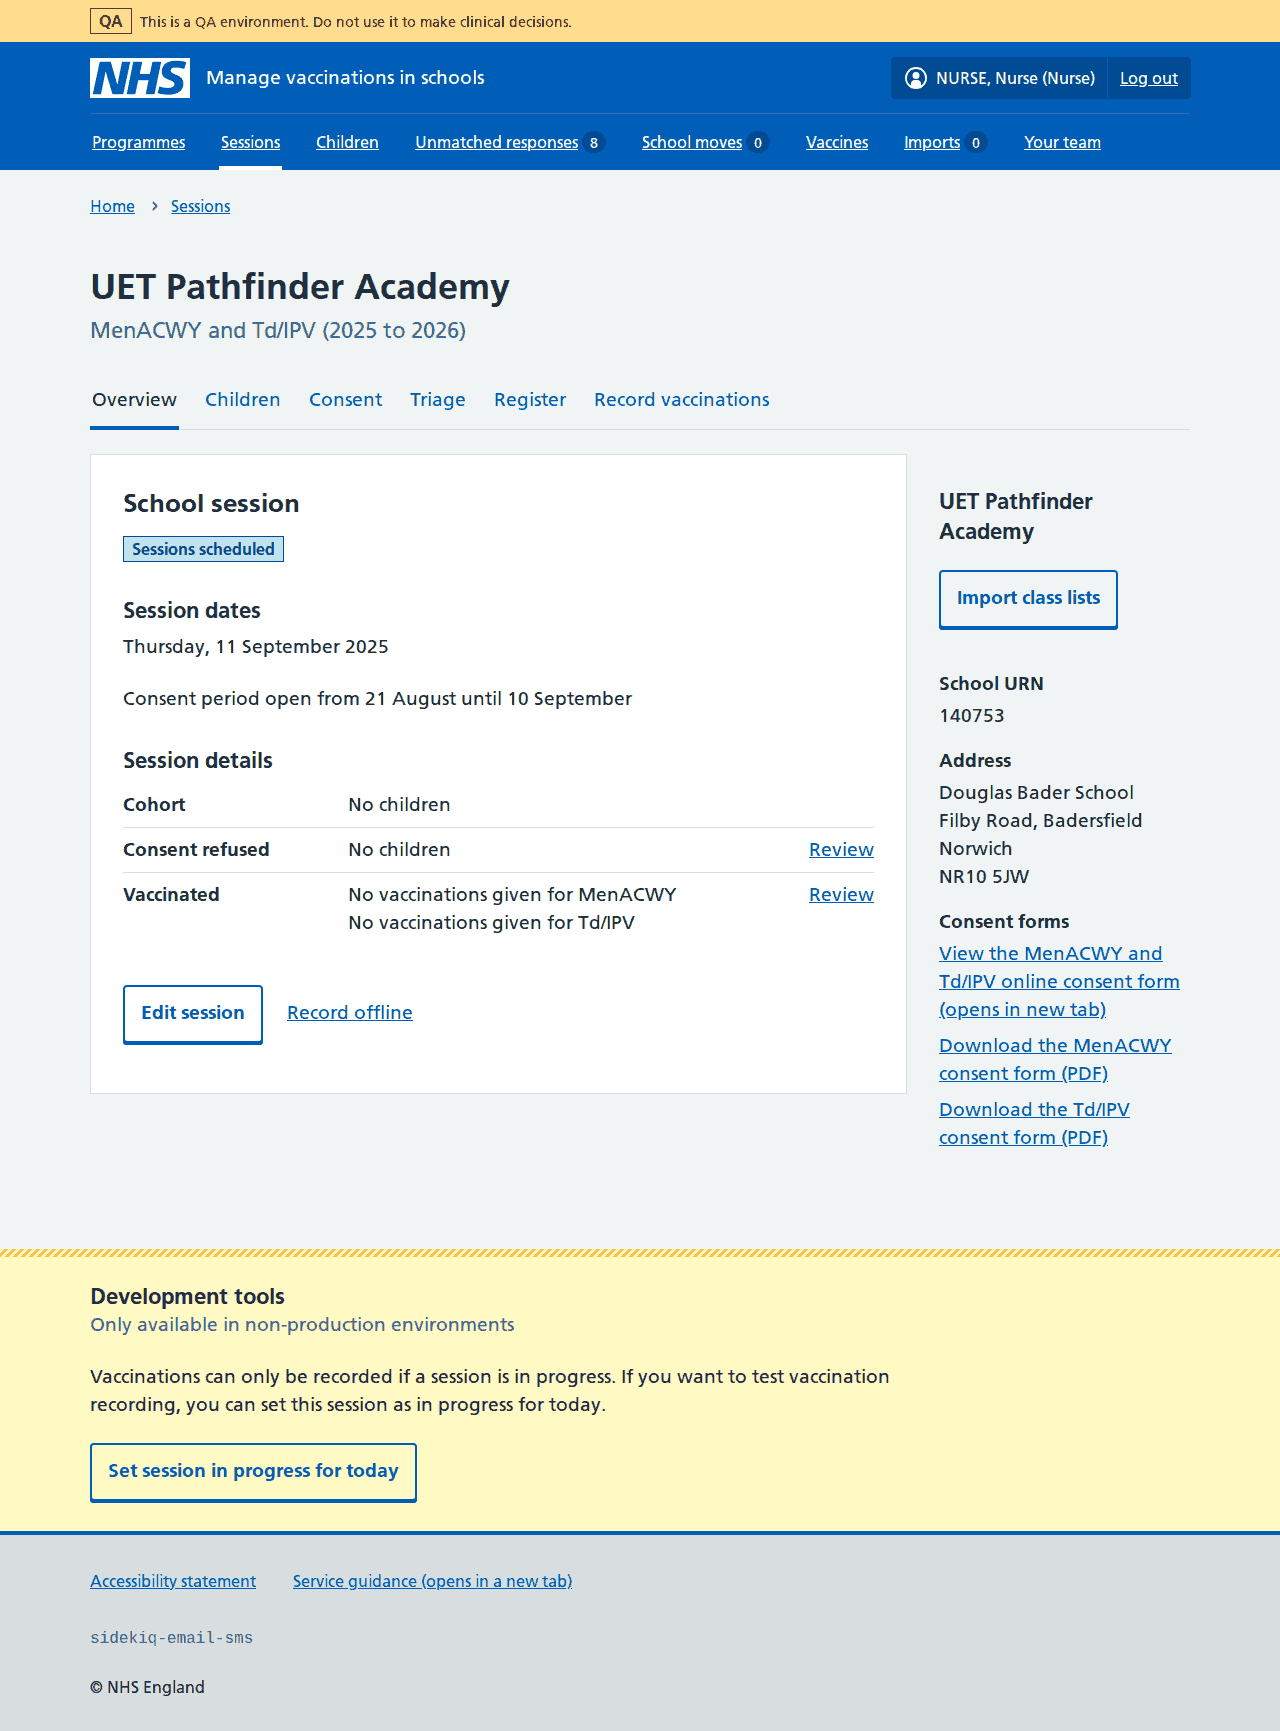 QA This is a QA environment. Do not use it to make clinical decisions.
NHS Manage vaccinations in schools NURSE, Nurse (Nurse) Log out
Programmes Sessions Children Unmatched responses 8 School moves 0 Vaccines Imports 0 Your team
Home Sessions
UET Pathfinder Academy
MenACWY and Td/IPV (2025 to 2026)
Overview Children Consent Triage Register Record vaccinations
School session
Sessions scheduled
Session dates
Thursday, 11 September 2025
Consent period open from 21 August until 10 September
Session details
Cohort No children
Consent refused No children Review
Vaccinated No vaccinations given for MenACWY Review
No vaccinations given for Td/IPV
Edit session Record offline
UET Pathfinder
Academy
Import class lists
School URN
140753
Address
Douglas Bader School
Filby Road, Badersfield
Norwich
NR10 5JW
Consent forms
View the MenACWY and
Td/IPV online consent form
(opens in new tab)
Download the MenACWY
consent form (PDF)
Download the Td/IPV
consent form (PDF)
Development tools
Only available in non-production environments
Vaccinations can only be recorded if a session is in progress. If you want to test vaccination
recording, you can set this session as in progress for today.
Set session in progress for today
Accessibility statement Service guidance (opens in a new tab)
sidekiq-email-sms
© NHS England